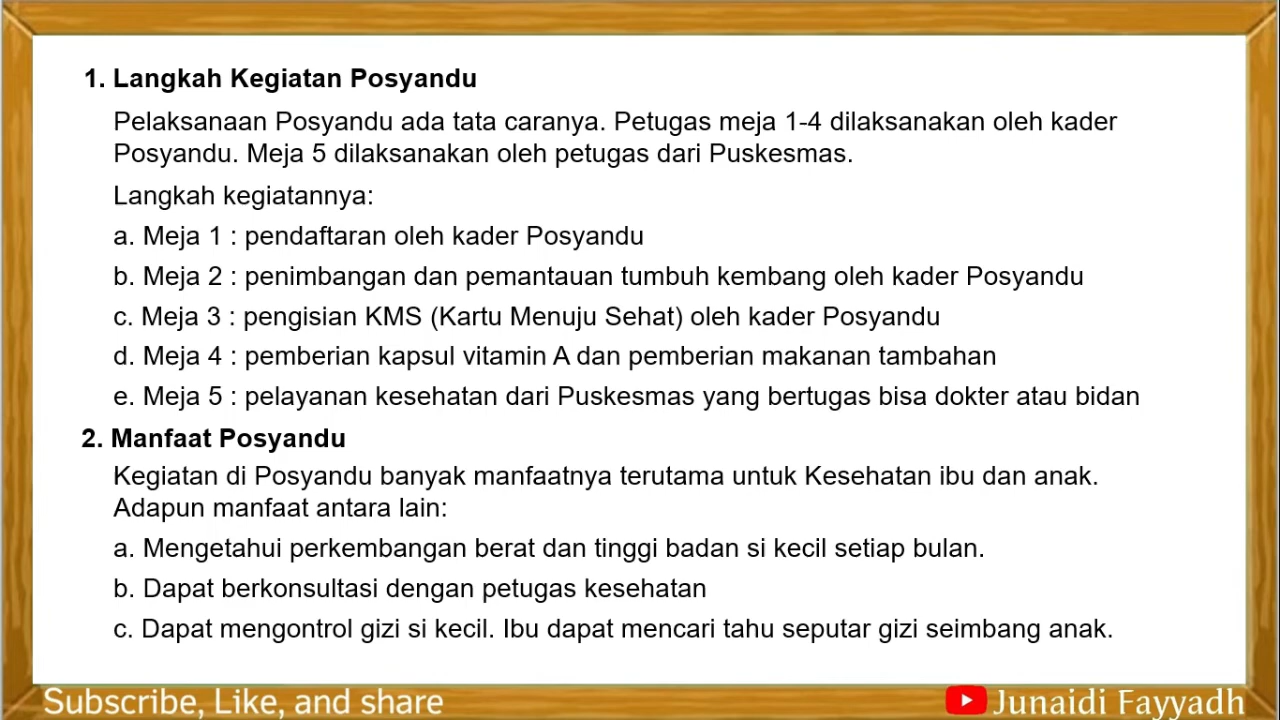 1. Langkah Kegiatan Posyandu
Pelaksanaan Posyandu ada tata caranya. Petugas meja 1-4 dilaksanakan oleh kader
Posyandu. Meja 5 dilaksanakan oleh petugas dari Puskesmas.
Langkah kegiatannya:
a. Meja 1 : pendaftaran oleh kader Posyandu
b. Meja 2 : penimbangan dan pemantauan tumbuh kembang oleh kader Posyandu
c. Meja 3 : pengisian KMS (Kartu Menuju Sehat) oleh kader Posyandu
d. Meja 4 : pemberian kapsul vitamin A dan pemberian makanan tambahan
e. Meja 5 : pelayanan kesehatan dari Puskesmas yang bertugas bisa dokter atau bidan
2. Manfaat Posyandu
Kegiatan di Posyandu banyak manfaatnya terutama untuk Kesehatan ibu dan anak.
Adapun manfaat antara lain:
a. Mengetahui perkembangan berat dan tinggi badan si kecil setiap bulan.
b. Dapat berkonsultasi dengan petugas kesehatan
c. Dapat mengontrol gizi si kecil. Ibu dapat mencari tahu seputar gizi seimbang anak.
Subscribe, Like, and share
Junaidi Fayyadh